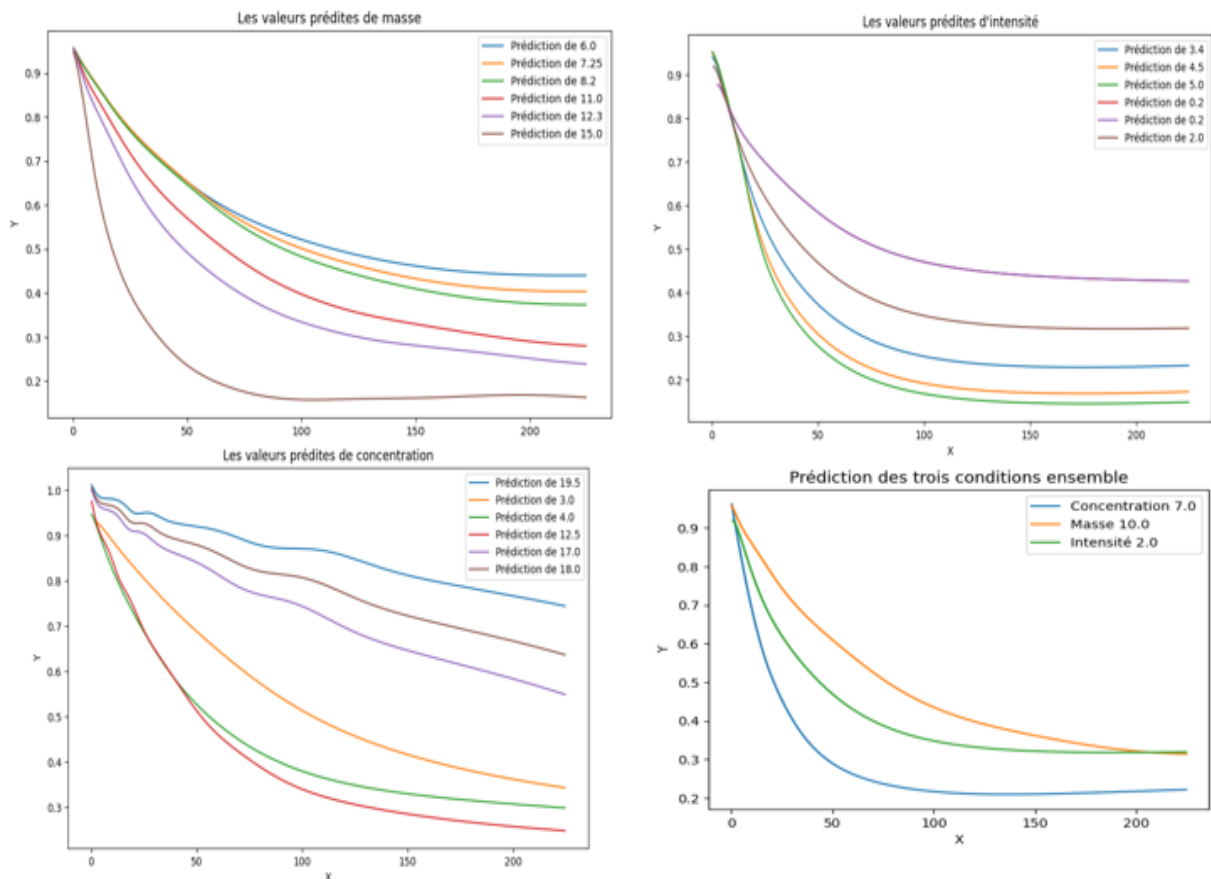 Les valeurs prédites de masse
Prédiction de 6.0
Prédiction de 7.25
Prédiction de 8.2
Prédiction de 11.0
Prédiction de 12.3
Prédiction de 15.0
0.9
0.8
0.7
0.6
0.5
0.4
0.3
0.2
Y
0 50 100 150 200
Les valeurs prédites d'intensité
Prédiction de 3.4
Prédiction de 4.5
Prédiction de 5.0
Prédiction de 0.2
Prédiction de 0.2
Prédiction de 2.0
0.9
0.8
0.7
0.6
0.5
0.4
0.3
0.2
Y
0 50 100 150 200
X
Les valeurs prédites de concentration
Prédiction de 19.5
Prédiction de 3.0
Prédiction de 4.0
Prédiction de 12.5
Prédiction de 17.0
Prédiction de 18.0
1.0
0.9
0.8
0.7
0.6
0.5
0.4
0.3
Y
0 50 100 150 200
X
Prédiction des trois conditions ensemble
Concentration 7.0
Masse 10.0
Intensité 2.0
0.9
0.8
0.7
0.6
0.5
0.4
0.3
0.2
Y
0 50 100 150 200
X